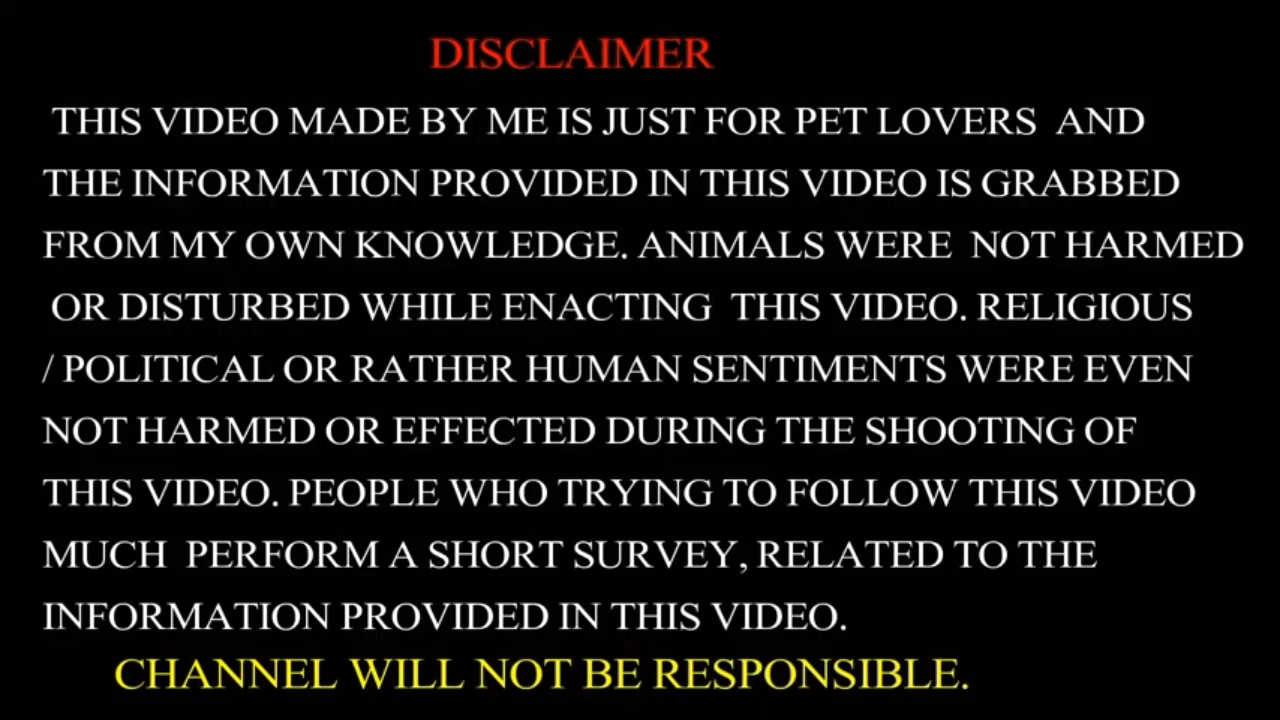 DISCLAIMER
THIS VIDEO MADE BY ME IS JUST FOR PET LOVERS AND
THE INFORMATION PROVIDED IN THIS VIDEO IS GRABBED
FROM MY OWN KNOWLEDGE. ANIMALS WERE NOT HARMED
OR DISTURBED WHILE ENACTING THIS VIDEO. RELIGIOUS
/ POLITICAL OR RATHER HUMAN SENTIMENTS WERE EVEN
NOT HARMED OR EFFECTED DURING THE SHOOTING OF
THIS VIDEO. PEOPLE WHO TRYING TO FOLLOW THIS VIDEO
MUCH PERFORM A SHORT SURVEY, RELATED TO THE
INFORMATION PROVIDED IN THIS VIDEO.
CHANNEL WILL NOT BE RESPONSIBLE.